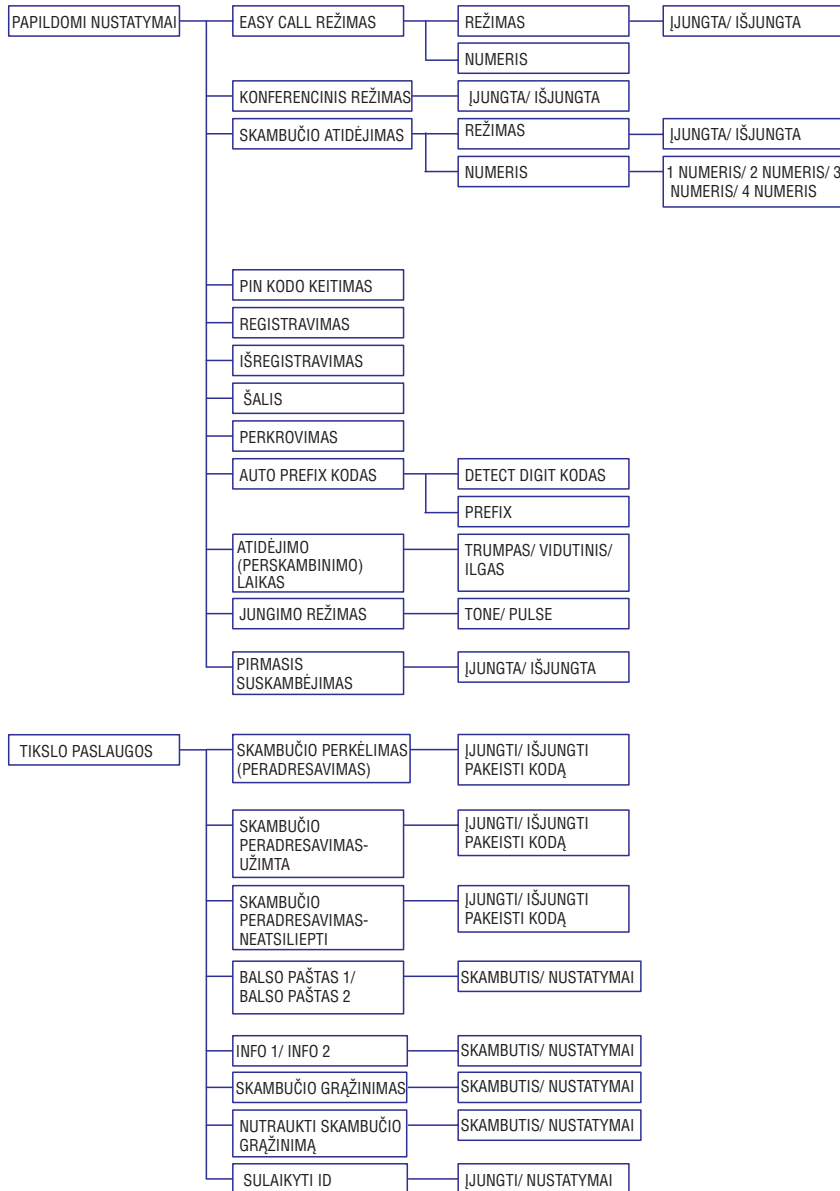 PAPILDOMI NUSTATYMAI
EASY CALL REŽIMAS
REŽIMAS
ĮJUNGTA/ IŠJUNGTA
NUMERIS
KONFERENCINIS REŽIMAS
ĮJUNGTA/ IŠJUNGTA
SKAMBUČIO ATIDĖJIMAS
REŽIMAS
ĮJUNGTA/ IŠJUNGTA
NUMERIS
1 NUMERIS/ 2 NUMERIS/ 3
NUMERIS/ 4 NUMERIS
PIN KODO KEITIMAS
REGISTRAVIMAS
IŠREGISTRAVIMAS
ŠALIS
PERKROVIMAS
AUTO PREFIX KODAS
DETECT DIGIT KODAS
PREFIX
ATIDĖJIMO
(PERSKAMBINIMO)
LAIKAS
TRUMPAS/ VIDUTINIS/
ILGAS
JUNGIMO REŽIMAS
TONE/ PULSE
PIRMASIS
SUSKAMBĖJIMAS
ĮJUNGTA/ IŠJUNGTA
TIKSLO PASLAUGOS
SKAMBUČIO PERKĖLIMAS
(PERADRESAVIMAS)
ĮJUNGTI/ IŠJUNGTI
PAKEISTI KODĄ
SKAMBUČIO
PERADRESAVIMAS-
UŽIMTA
ĮJUNGTI/ IŠJUNGTI
PAKEISTI KODĄ
SKAMBUČIO
PERADRESAVIMAS-
NEATSILIEPTI
ĮJUNGTI/ IŠJUNGTI
PAKEISTI KODĄ
BALSO PAŠTAS 1/
BALSO PAŠTAS 2
SKAMBUTIS/ NUSTATYMAI
INFO 1/ INFO 2
SKAMBUTIS/ NUSTATYMAI
SKAMBUČIO GRĄŽINIMAS
SKAMBUTIS/ NUSTATYMAI
NUTRAUKTI SKAMBUČIO
GRĄŽINIMĄ
SKAMBUTIS/ NUSTATYMAI
SULAIKYTI ID
ĮJUNGTI/ NUSTATYMAI